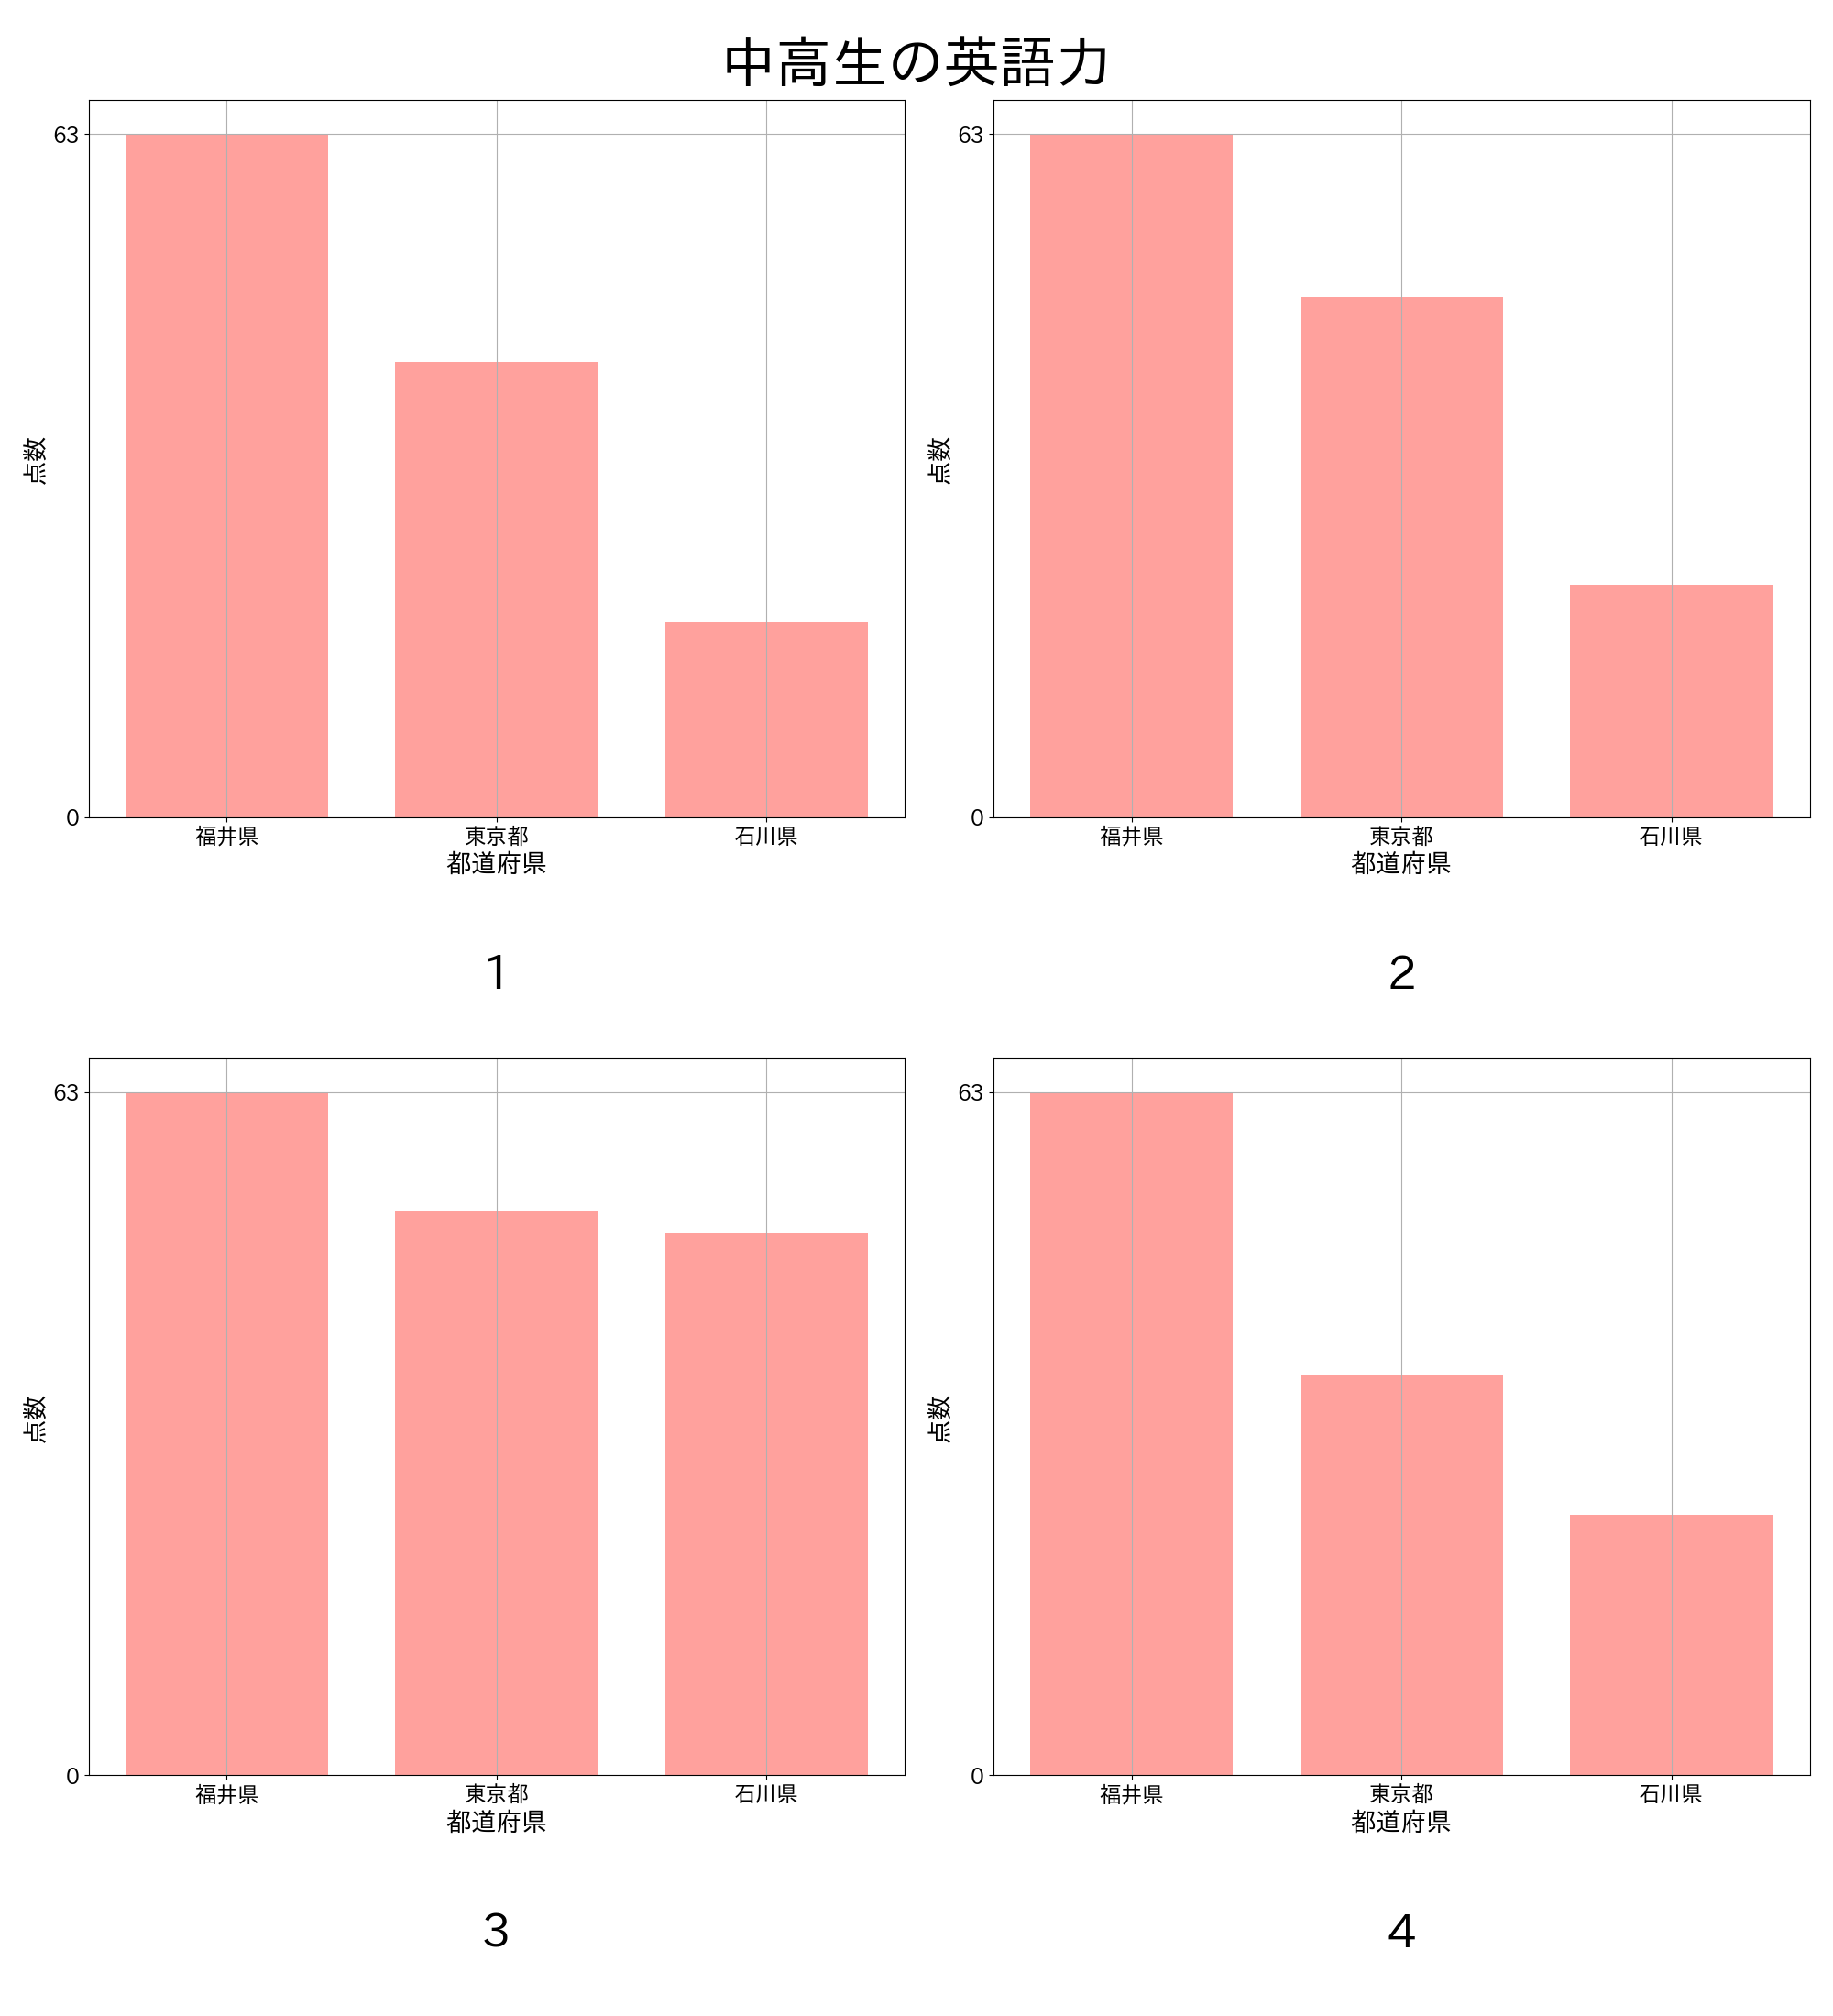 中高生の英語力
63
0
点数
福井県 東京都 石川県
都道府県
1
63
0
点数
福井県 東京都 石川県
都道府県
2
63
0
点数
福井県 東京都 石川県
都道府県
3
63
0
点数
福井県 東京都 石川県
都道府県
4